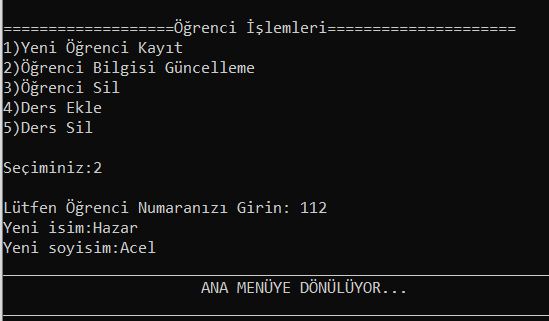 ===================Öğrenci İşlemleri=====================
1)Yeni Öğrenci Kayıt
2)Öğrenci Bilgisi Güncelleme
3)Öğrenci Sil
4)Ders Ekle
5)Ders Sil
Seçiminiz:2
Lütfen Öğrenci Numaranızı Girin: 112
Yeni isim:Hazar
Yeni soyisim:Acel
ANA MENÜYE DÖNÜLÜYOR...